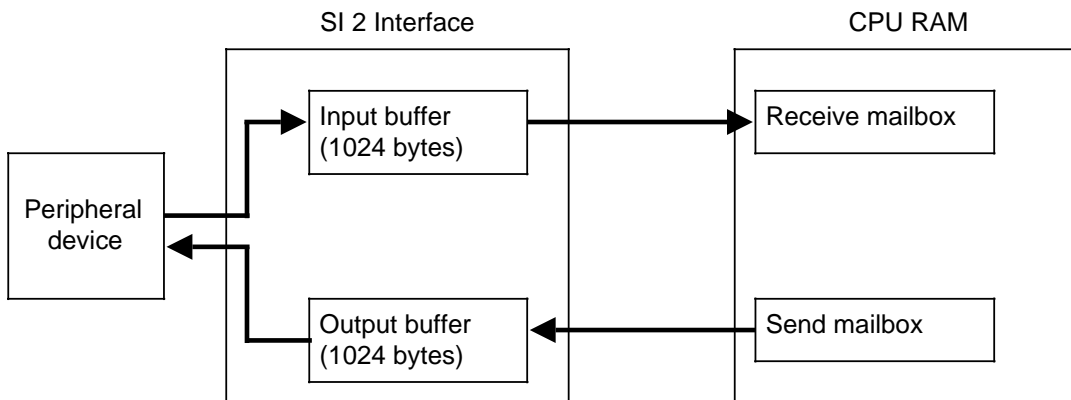 SI 2 Interface
CPU RAM
Input buffer
(1024 bytes)
Receive mailbox
Peripheral
device
Output buffer
(1024 bytes)
Send mailbox